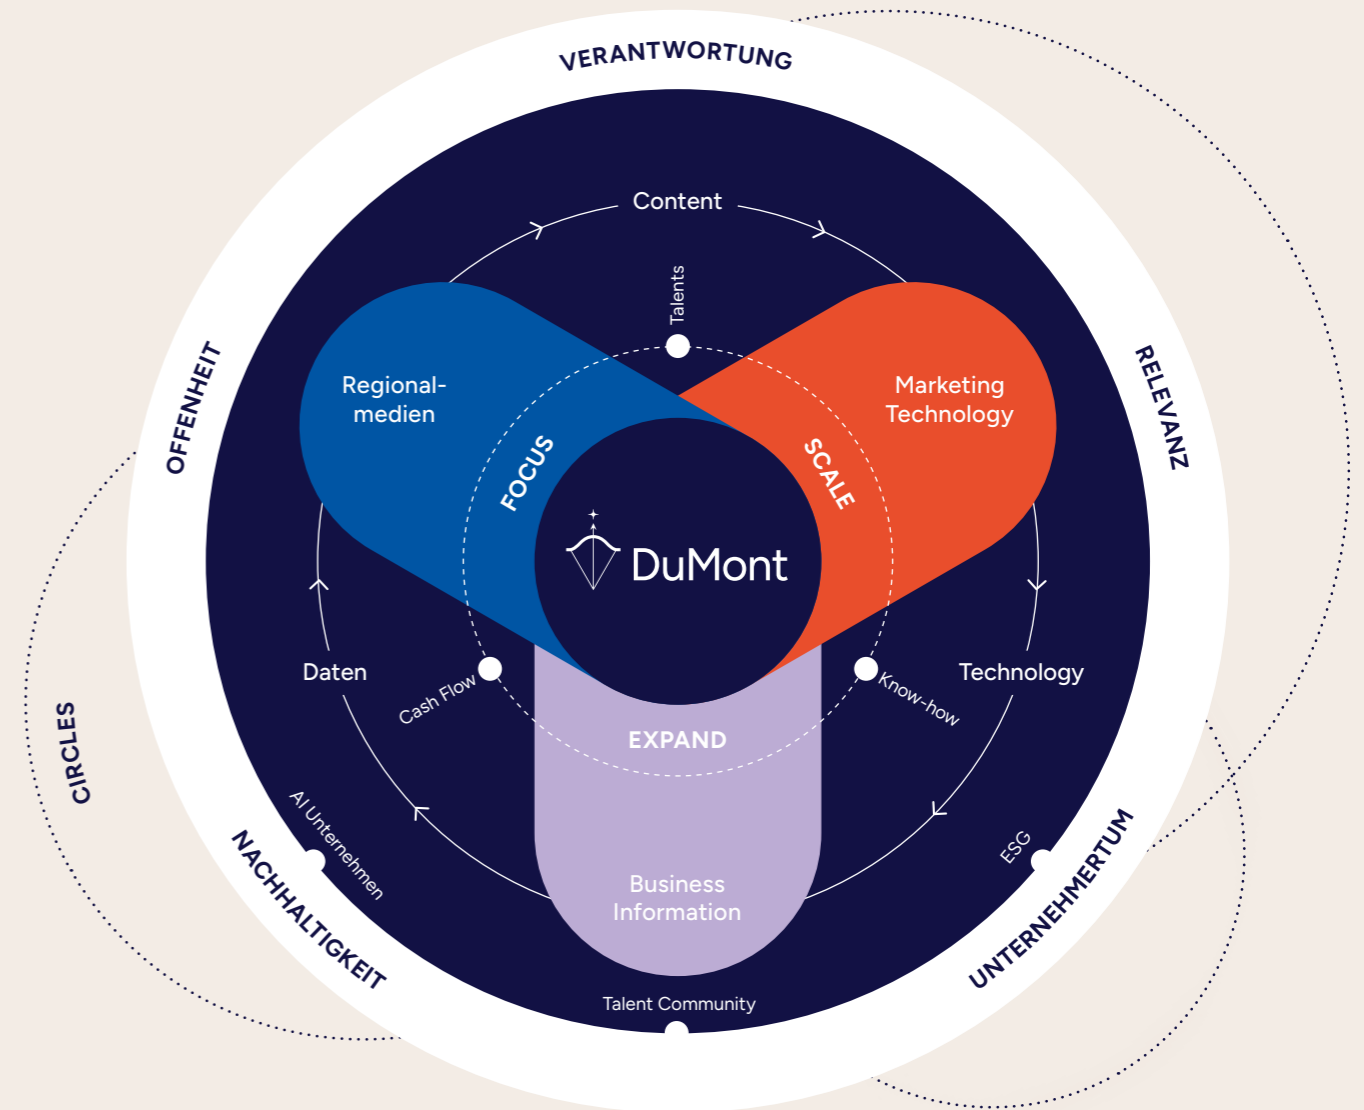 VERANTWORTUNG
Content
Talents
OFFENHEIT
RELEVANZ
Regional-
medien
Marketing
Technology
FOCUS
SCALE
DuMont
Daten
Technology
Cash Flow
Know-how
EXPAND
CIRCLES
AI Unternehmen
ESG
NACHHALTIGKEIT
UNTERNEHMERTUM
Business
Information
Talent Community